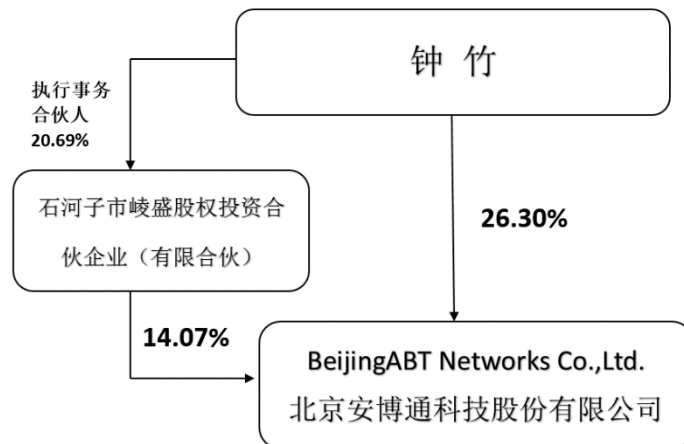 钟 竹
执行事务
合伙人
20.69%
石河子市崚盛股权投资合
伙企业（有限合伙）
26.30%
14.07%
BeijingABT Networks Co.,Ltd.
北京安博通科技股份有限公司